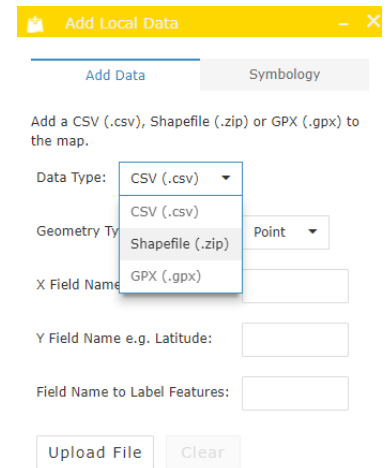 Add Local Data
Add Data Symbology
Add a CSV (.csv), Shapefile (.zip) or GPX (.gpx) to
the map.
Data Type: CSV (.csv)
CSV (.csv)
Geometry Ty Point
Shapefile (.zip)
GPX (.gpx)
X Field Name
Y Field Name e.g. Latitude:
Field Name to Label Features:
Upload File Clear